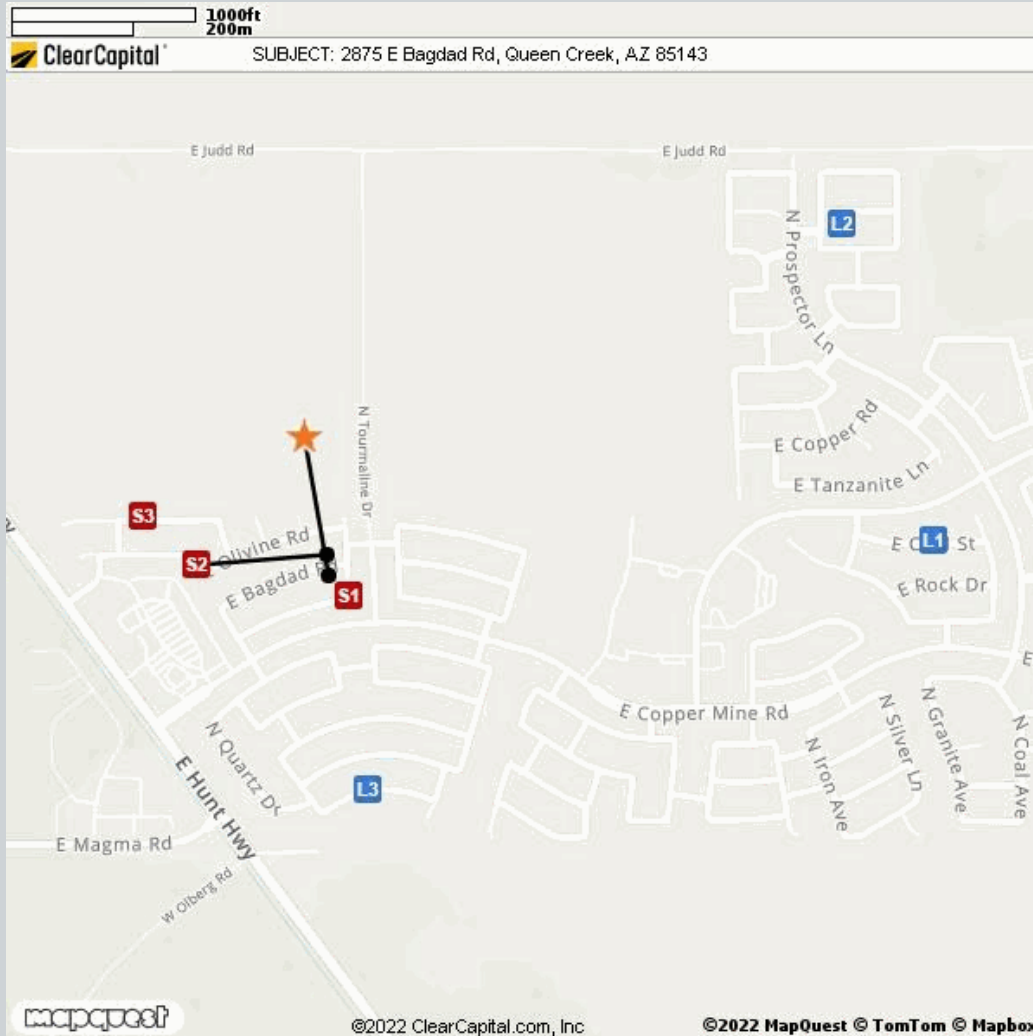 1000ft
200m
ClearCapital
SUBJECT: 2875 E Bagdad Rd, Queen Creek, AZ 85143
E Judd Rd
E Judd Rd
L2
N Prospector Ln
N Tourmaline Dr
E Copper Rd
E Tanzanite Ln
S3
Olivine Rd
S2
E Bagdad
S1
L1
St
E Rock Dr
E Copper Mine Rd
N Silver Ln
N Granite Ave
N Coal Ave
N Iron Ave
N Quartz Dr
E Hunt Hwy
L3
E Magma Rd
W Olberg Rd
mapquest
©2022 ClearCapital.com, Inc
©2022 MapQuest © TomTom © Mapbox